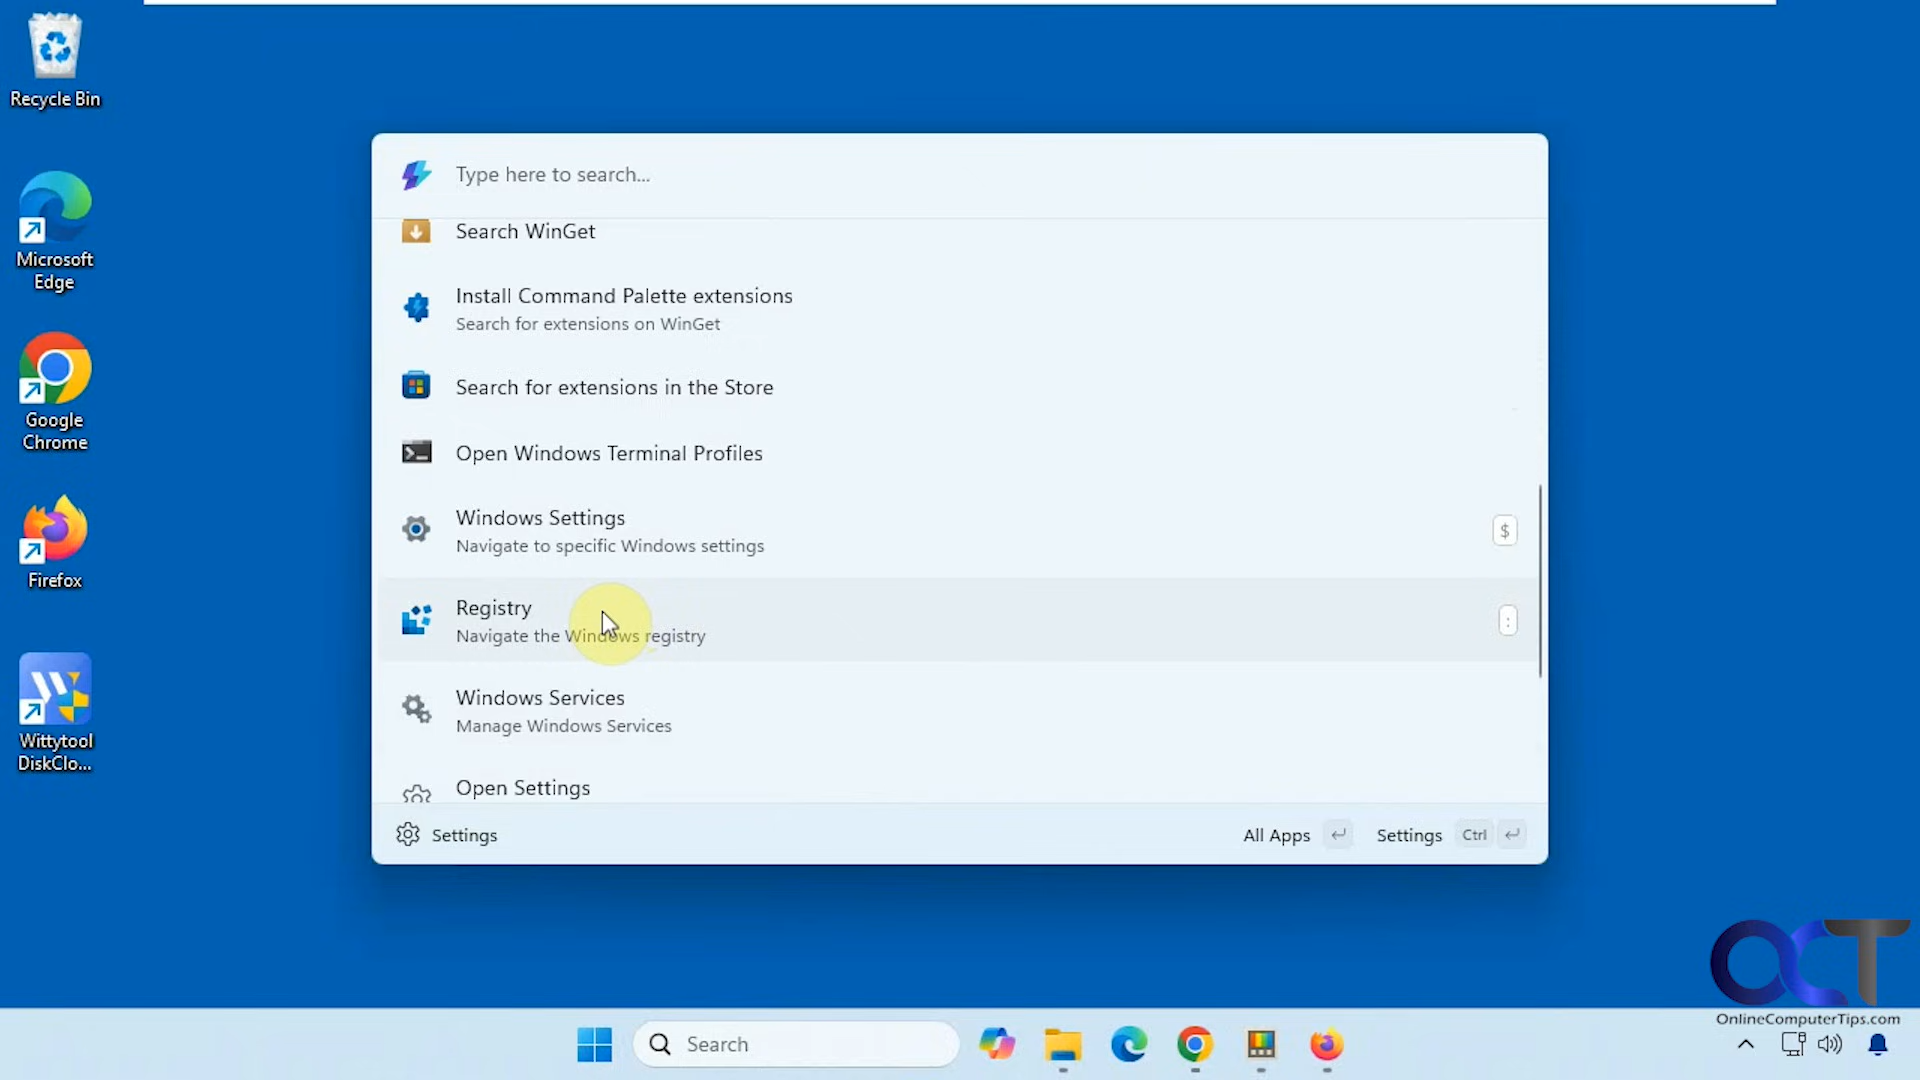 Recycle Bin
Microsoft
Edge
Google
Chrome
Firefox
Wittytool
DiskClo...
Type here to search...
Search WinGet
Install Command Palette extensions
Search for extensions on WinGet
Search for extensions in the Store
Open Windows Terminal Profiles
Windows Settings
Navigate to specific Windows settings
$
Registry
Navigate the Windows registry
:
Windows Services
Manage Windows Services
Open Settings
Settings
All Apps
Settings
Ctrl
OCT
OnlineComputerTips.com
Search